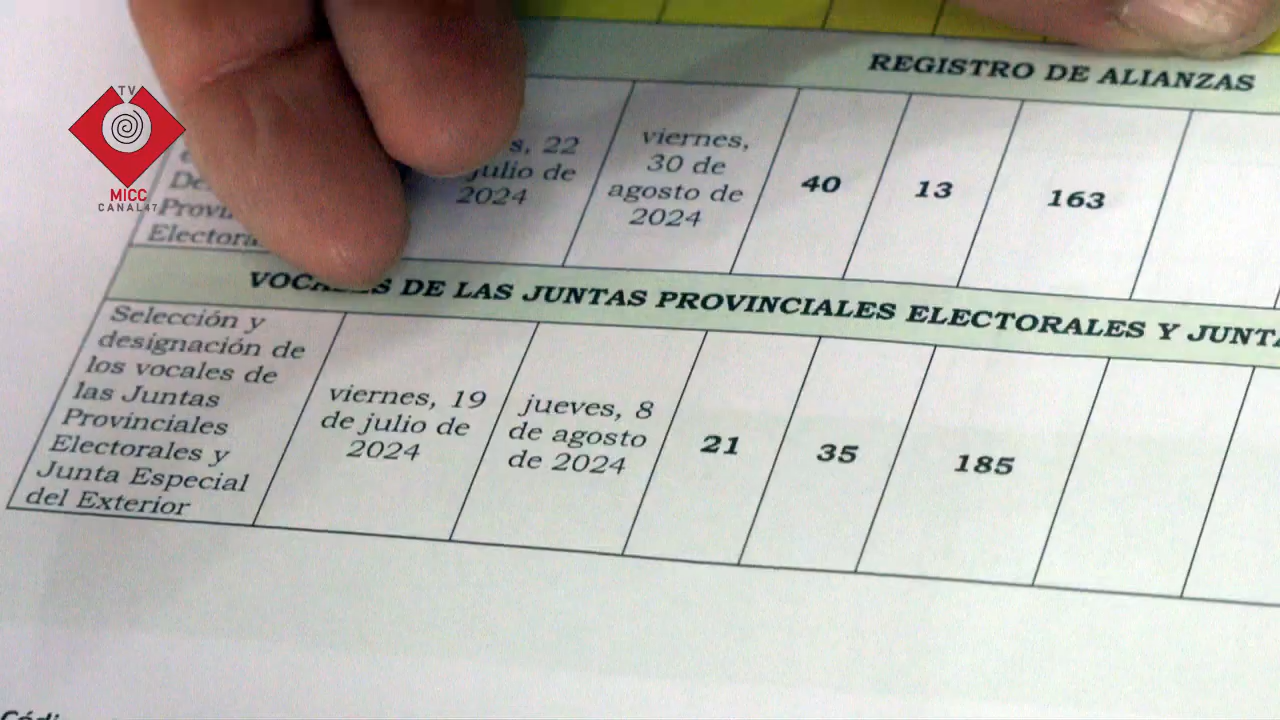 TV
MICC
CANAL47
REGISTRO DE ALIANZAS
22
julio de
2024
viernes,
30 de
agosto de
2024
40
13
163
VOCALES DE LAS JUNTAS PROVINCIALES ELECTORALES Y
Selección y
designación de
los vocales de
las Juntas
Provinciales
Electorales y
Junta Especial
del Exterior
viernes, 19
de julio de
2024
jueves, 8
de agosto
de 2024
21
35
185